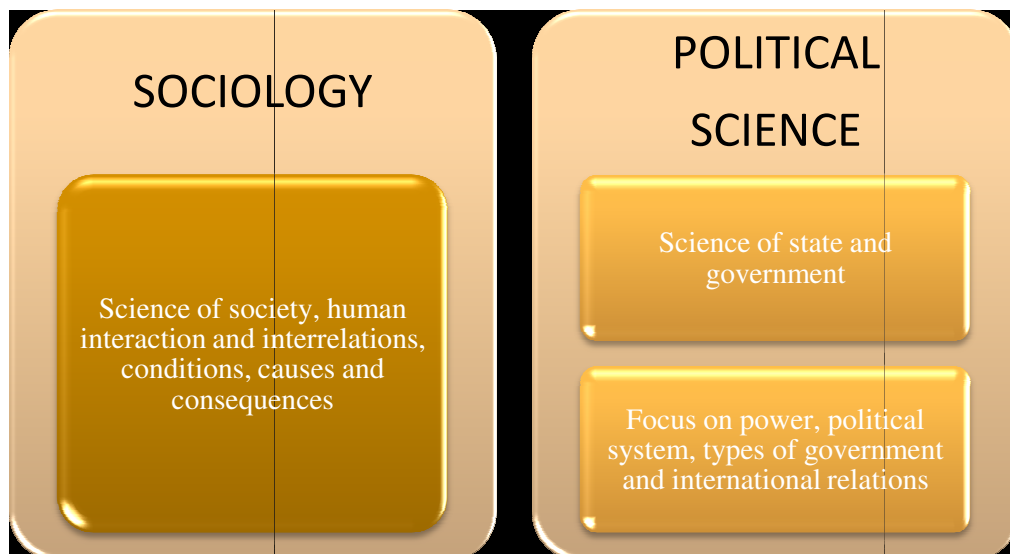 SOCIOLOGY
Science of society, human
interaction and interrelations,
conditions, causes and
consequences
POLITICAL
SCIENCE
Science of state and
government
Focus on power, political
system, types of government
and international relations